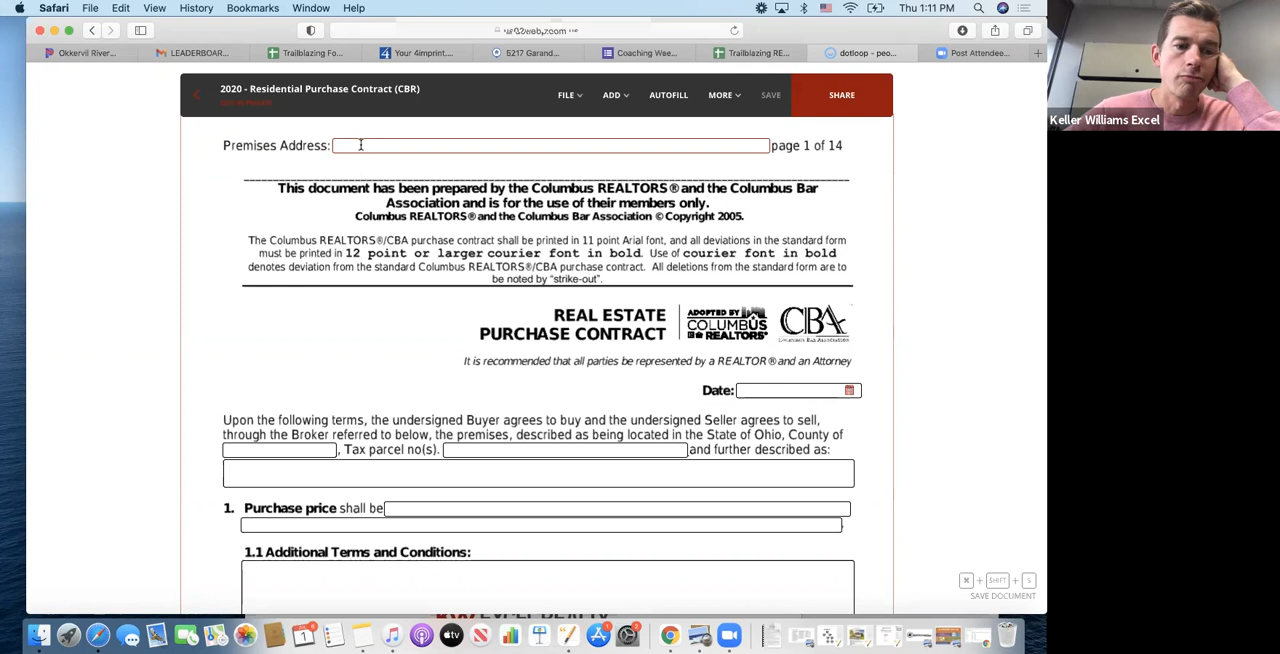 Safari File Edit View History Bookmarks Window Help Thu 1:11 PM
Okkervil River... LEADERBOAR... Trailblazing Fo... Your 4imprint.... 5217 Garand... Coaching Wee... Trailblazing RE... dotloop - peo... Post Attendee...
2020 - Residential Purchase Contract (CBR)
FILE ADD AUTOFILL MORE SAVE SHARE
Keller Williams Excel
Premises Address: page 1 of 14
This document has been prepared by the Columbus REALTORS® and the Columbus Bar
Association and is for the use of their members only.
Columbus REALTORS® and the Columbus Bar Association © Copyright 2005.
The Columbus REALTORS®/CBA purchase contract shall be printed in 11 point Arial font, and all deviations in the standard form
must be printed in 12 point or larger courier font in bold. Use of courier font in bold
denotes deviation from the standard Columbus REALTORS®/CBA purchase contract. All deletions from the standard form are to
be noted by “strike-out”.
REAL ESTATE
PURCHASE CONTRACT
ADOPTED BY
COLUMBUS
REALTORS®
CBA
It is recommended that all parties be represented by a REALTOR® and an Attorney
Date:
Upon the following terms, the undersigned Buyer agrees to buy and the undersigned Seller agrees to sell,
through the Broker referred to below, the premises, described as being located in the State of Ohio, County of
, Tax parcel no(s). and further described as:
1. Purchase price shall be
1.1 Additional Terms and Conditions:
⌘ + SHIFT + S
SAVE DOCUMENT